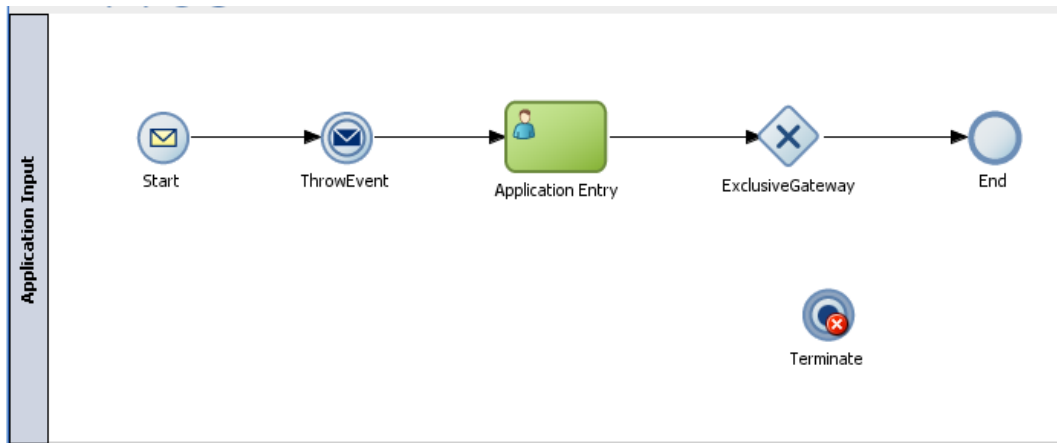 Application Input
Start
ThrowEvent
Application Entry
ExclusiveGateway
End
Terminate